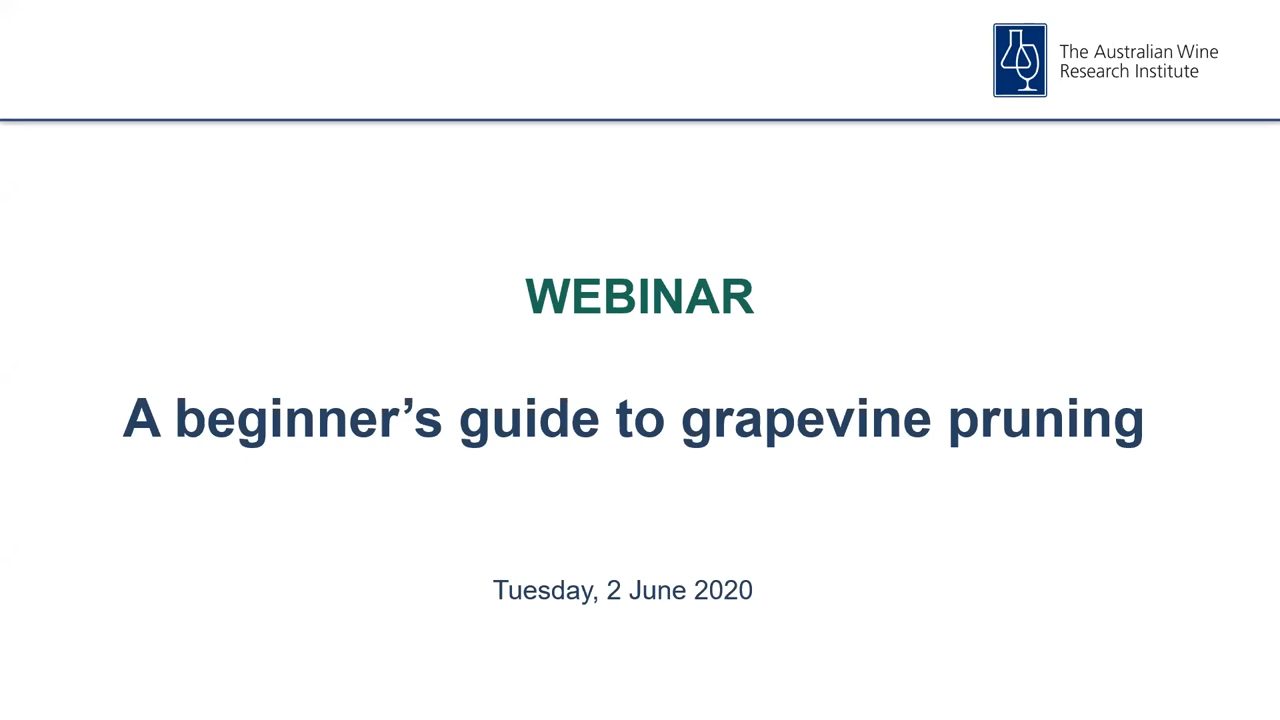 The Australian Wine
Research Institute
WEBINAR
A beginner’s guide to grapevine pruning
Tuesday, 2 June 2020